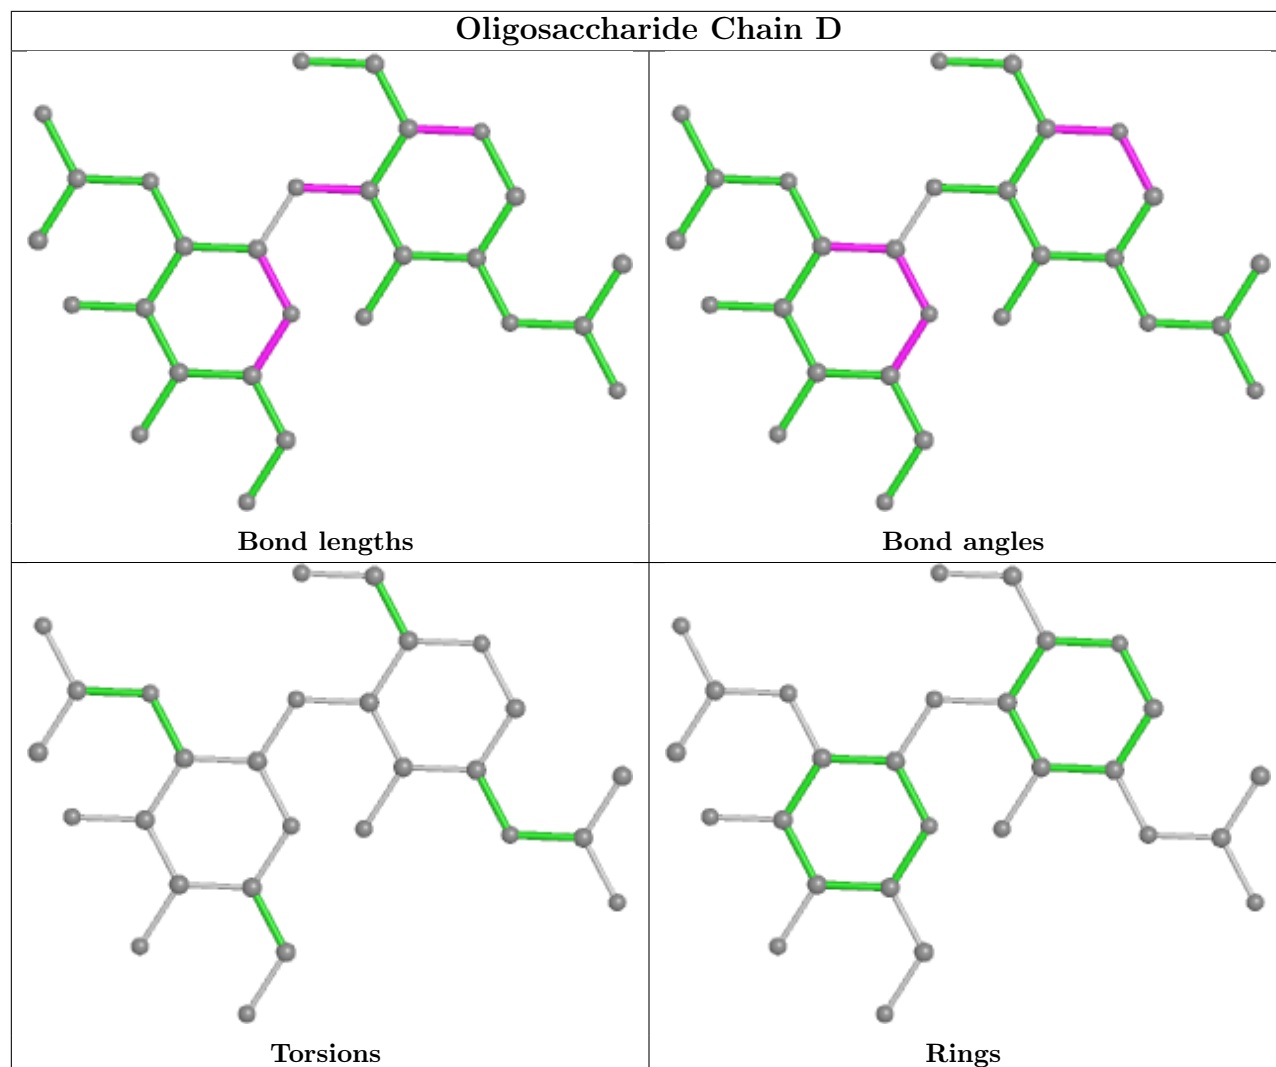 Oligosaccharide Chain D
Bond lengths
Bond angles
Torsions
Rings